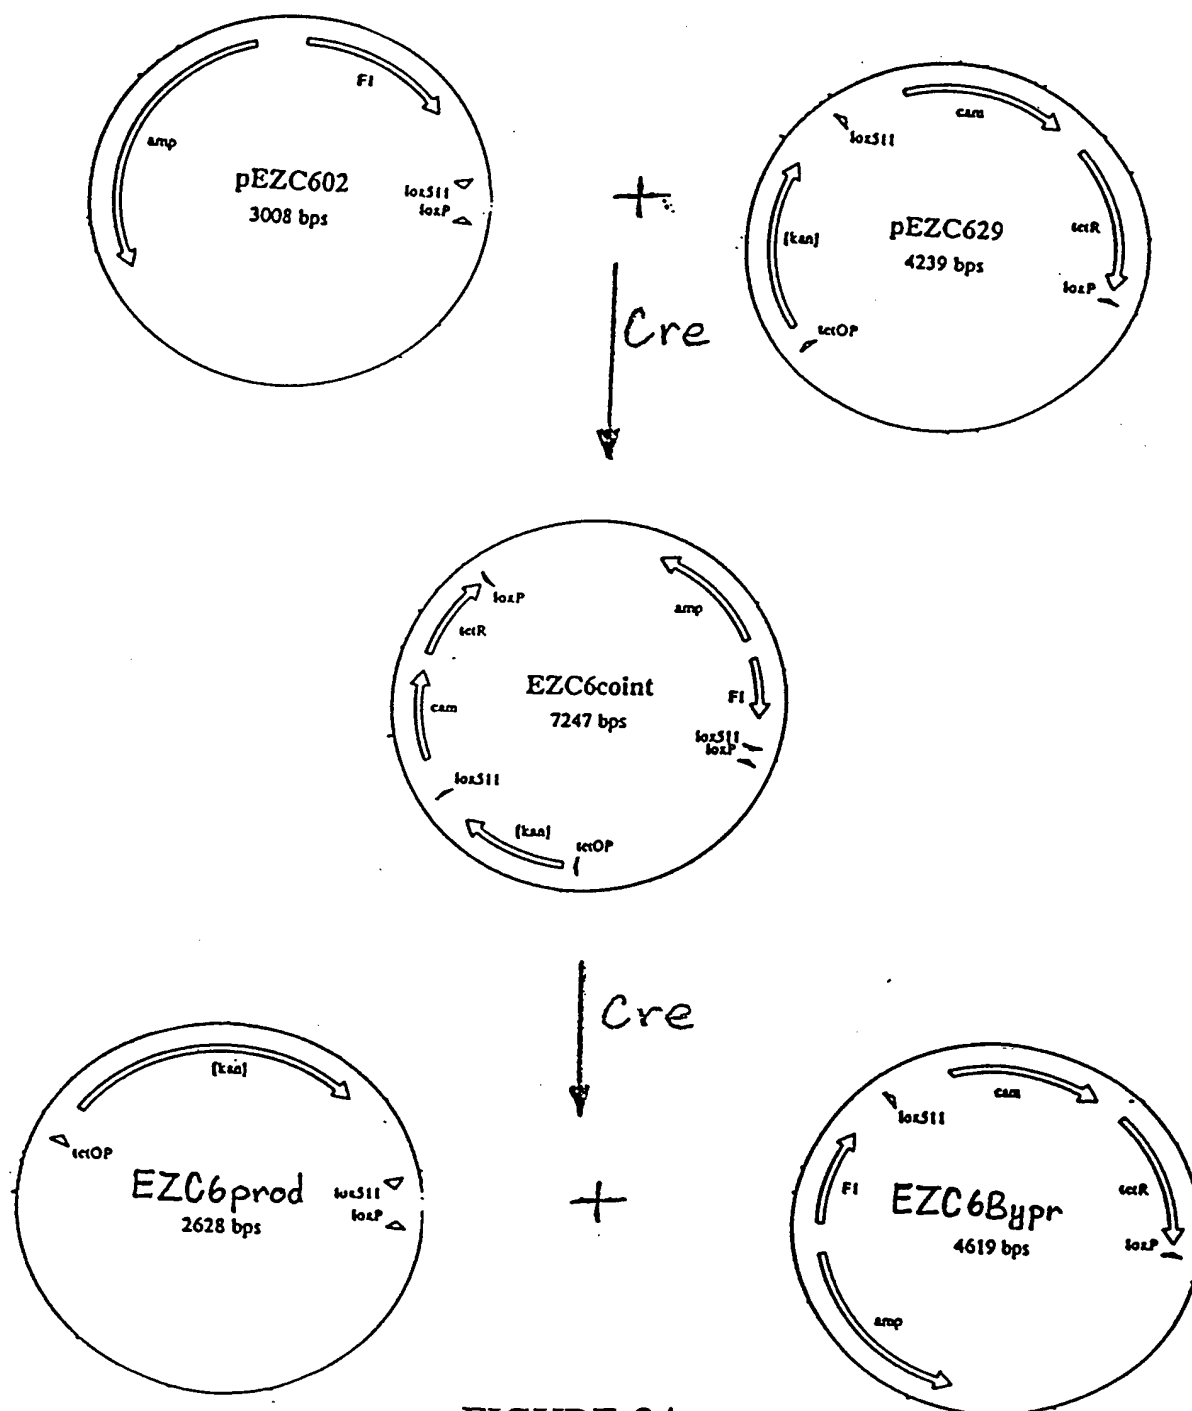 F1
amp
pEZC602
3008 bps
lox511
loxP
+
cam
lox511
[kan]
pEZC629
4239 bps
tetR
loxP
tetOP
Cre
loxP
tetR
amp
EZC6coint
7247 bps
cam
F1
lox511
loxP
lox511
[kan]
tetOP
Cre
[kan]
tetOP
EZC6prod
2628 bps
lox511
loxP
+
cam
lox511
F1
EZC6Bypr
4619 bps
tetR
loxP
amp